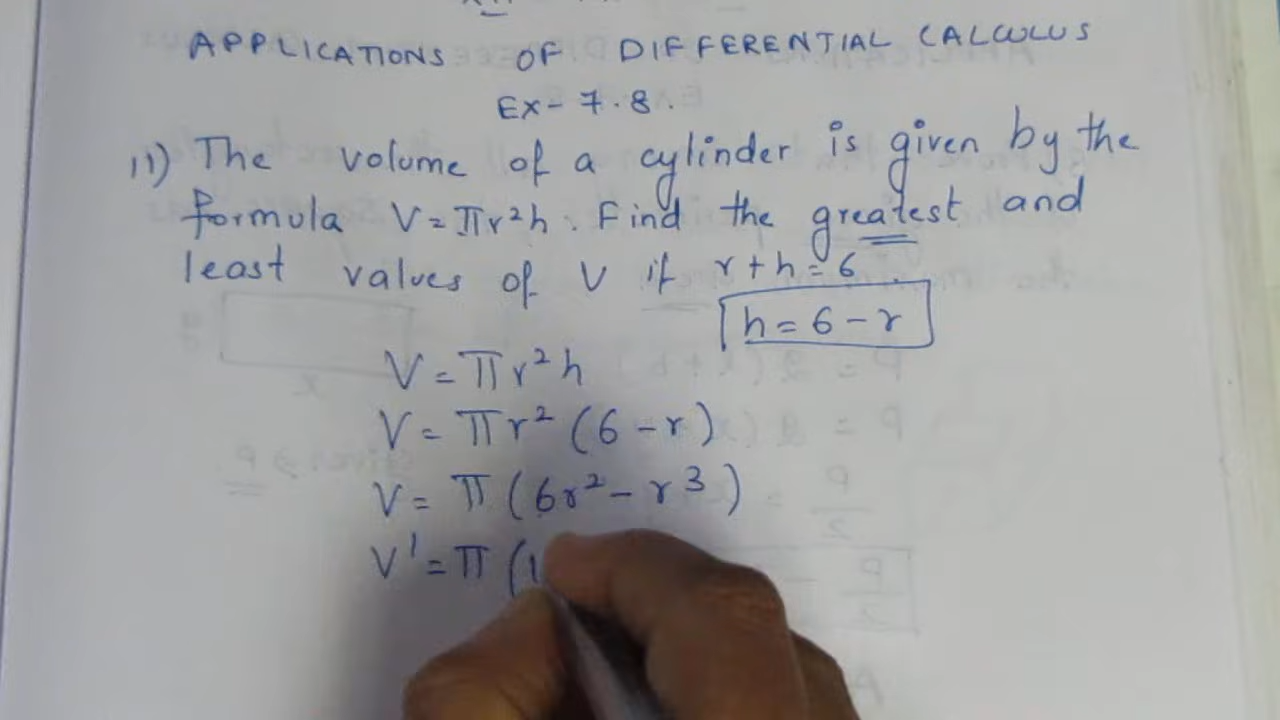 APPLICATIONS OF DIFFERENTIAL CALCULUS
EX-7.8.
11) The volume of a cylinder is given by the
formula V=πr²h. Find the greatest and
least values of V if r+h=6
h=6-r
V=πr²h
V=πr²(6-r)
V=π(6r²-r³)
V'=π(1